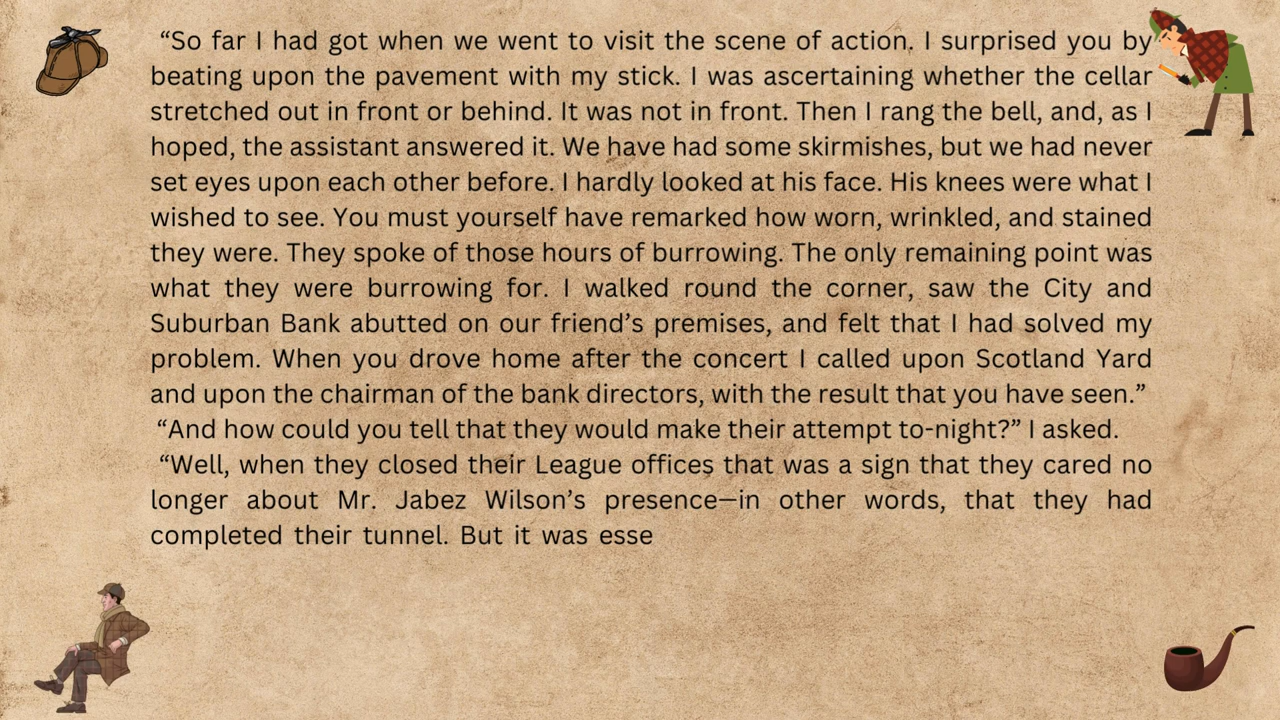 “So far I had got when we went to visit the scene of action. I surprised you by
beating upon the pavement with my stick. I was ascertaining whether the cellar
stretched out in front or behind. It was not in front. Then I rang the bell, and, as I
hoped, the assistant answered it. We have had some skirmishes, but we had never
set eyes upon each other before. I hardly looked at his face. His knees were what I
wished to see. You must yourself have remarked how worn, wrinkled, and stained
they were. They spoke of those hours of burrowing. The only remaining point was
what they were burrowing for. I walked round the corner, saw the City and
Suburban Bank abutted on our friend’s premises, and felt that I had solved my
problem. When you drove home after the concert I called upon Scotland Yard
and upon the chairman of the bank directors, with the result that you have seen.”
“And how could you tell that they would make their attempt to-night?” I asked.
“Well, when they closed their League offices that was a sign that they cared no
longer about Mr. Jabez Wilson’s presence—in other words, that they had
completed their tunnel. But it was esse